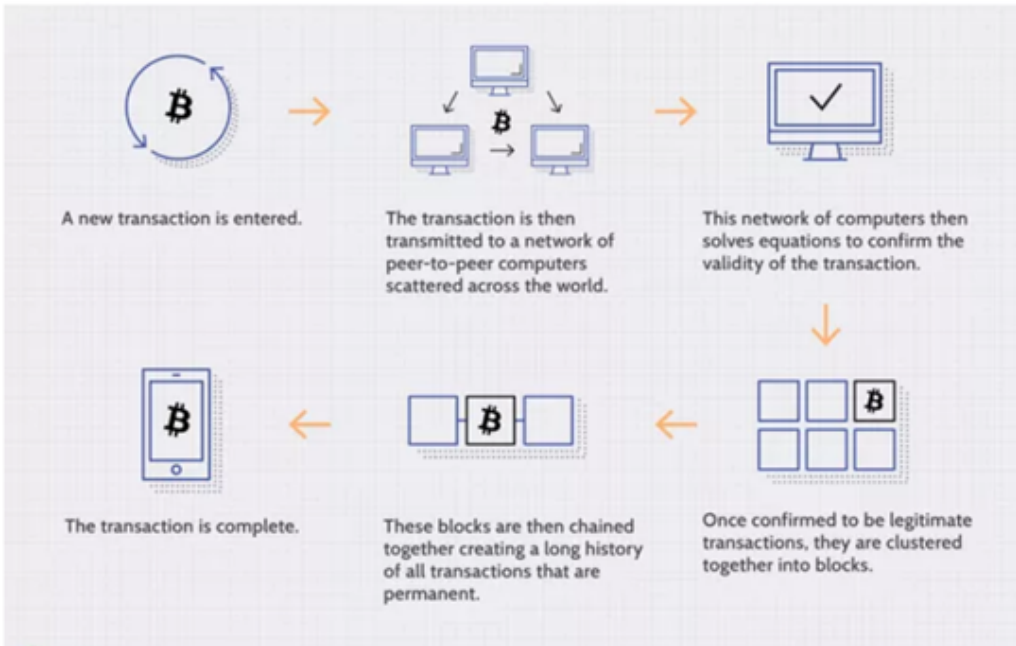 A new transaction is entered.
The transaction is then
transmitted to a network of
peer-to-peer computers
scattered across the world.
This network of computers then
solves equations to confirm the
validity of the transaction.
Once confirmed to be legitimate
transactions, they are clustered
together into blocks.
These blocks are then chained
together creating a long history
of all transactions that are
permanent.
The transaction is complete.